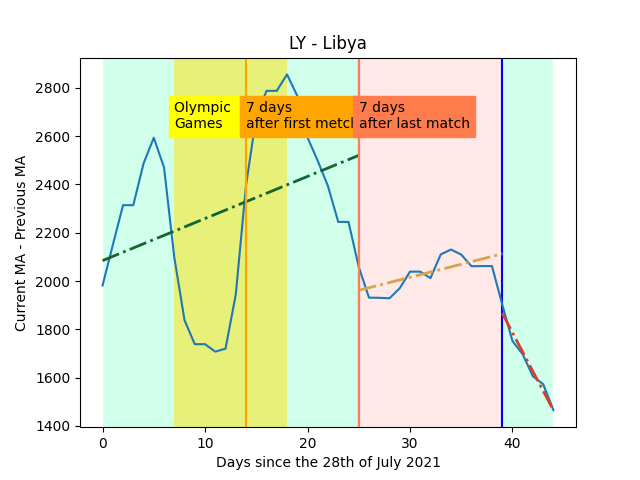 LY - Libya
Current MA - Previous MA
2800
2600
2400
2200
2000
1800
1600
1400
Olympic
Games
7 days
after first metch
7 days
after last match
0
10
20
30
40
Days since the 28th of July 2021